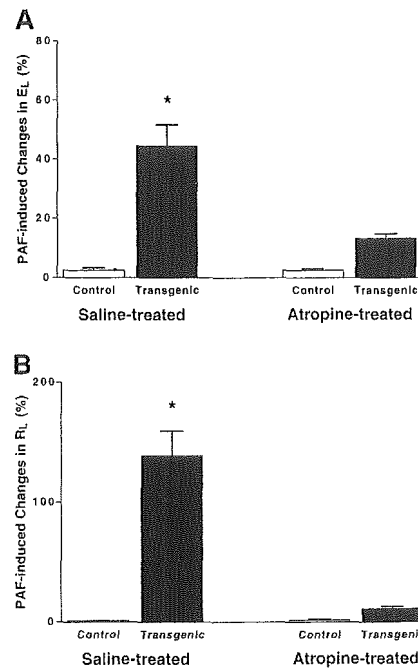 A
PAF-induced Changes in EL (%)
80
60
40
20
0
*
Control Transgenic Control Transgenic
Saline-treated Atropine-treated
B
PAF-induced Changes in RL (%)
200
100
0
*
Control Transgenic Control Transgeni
Saline-treated Atropine-treated